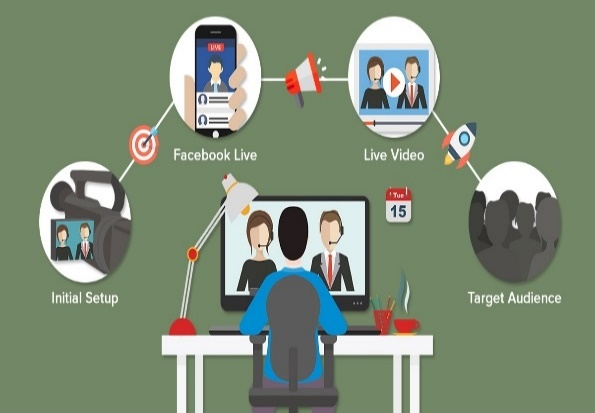 LIVE
Facebook Live
Live Video
Tue
15
Initial Setup
Target Audience